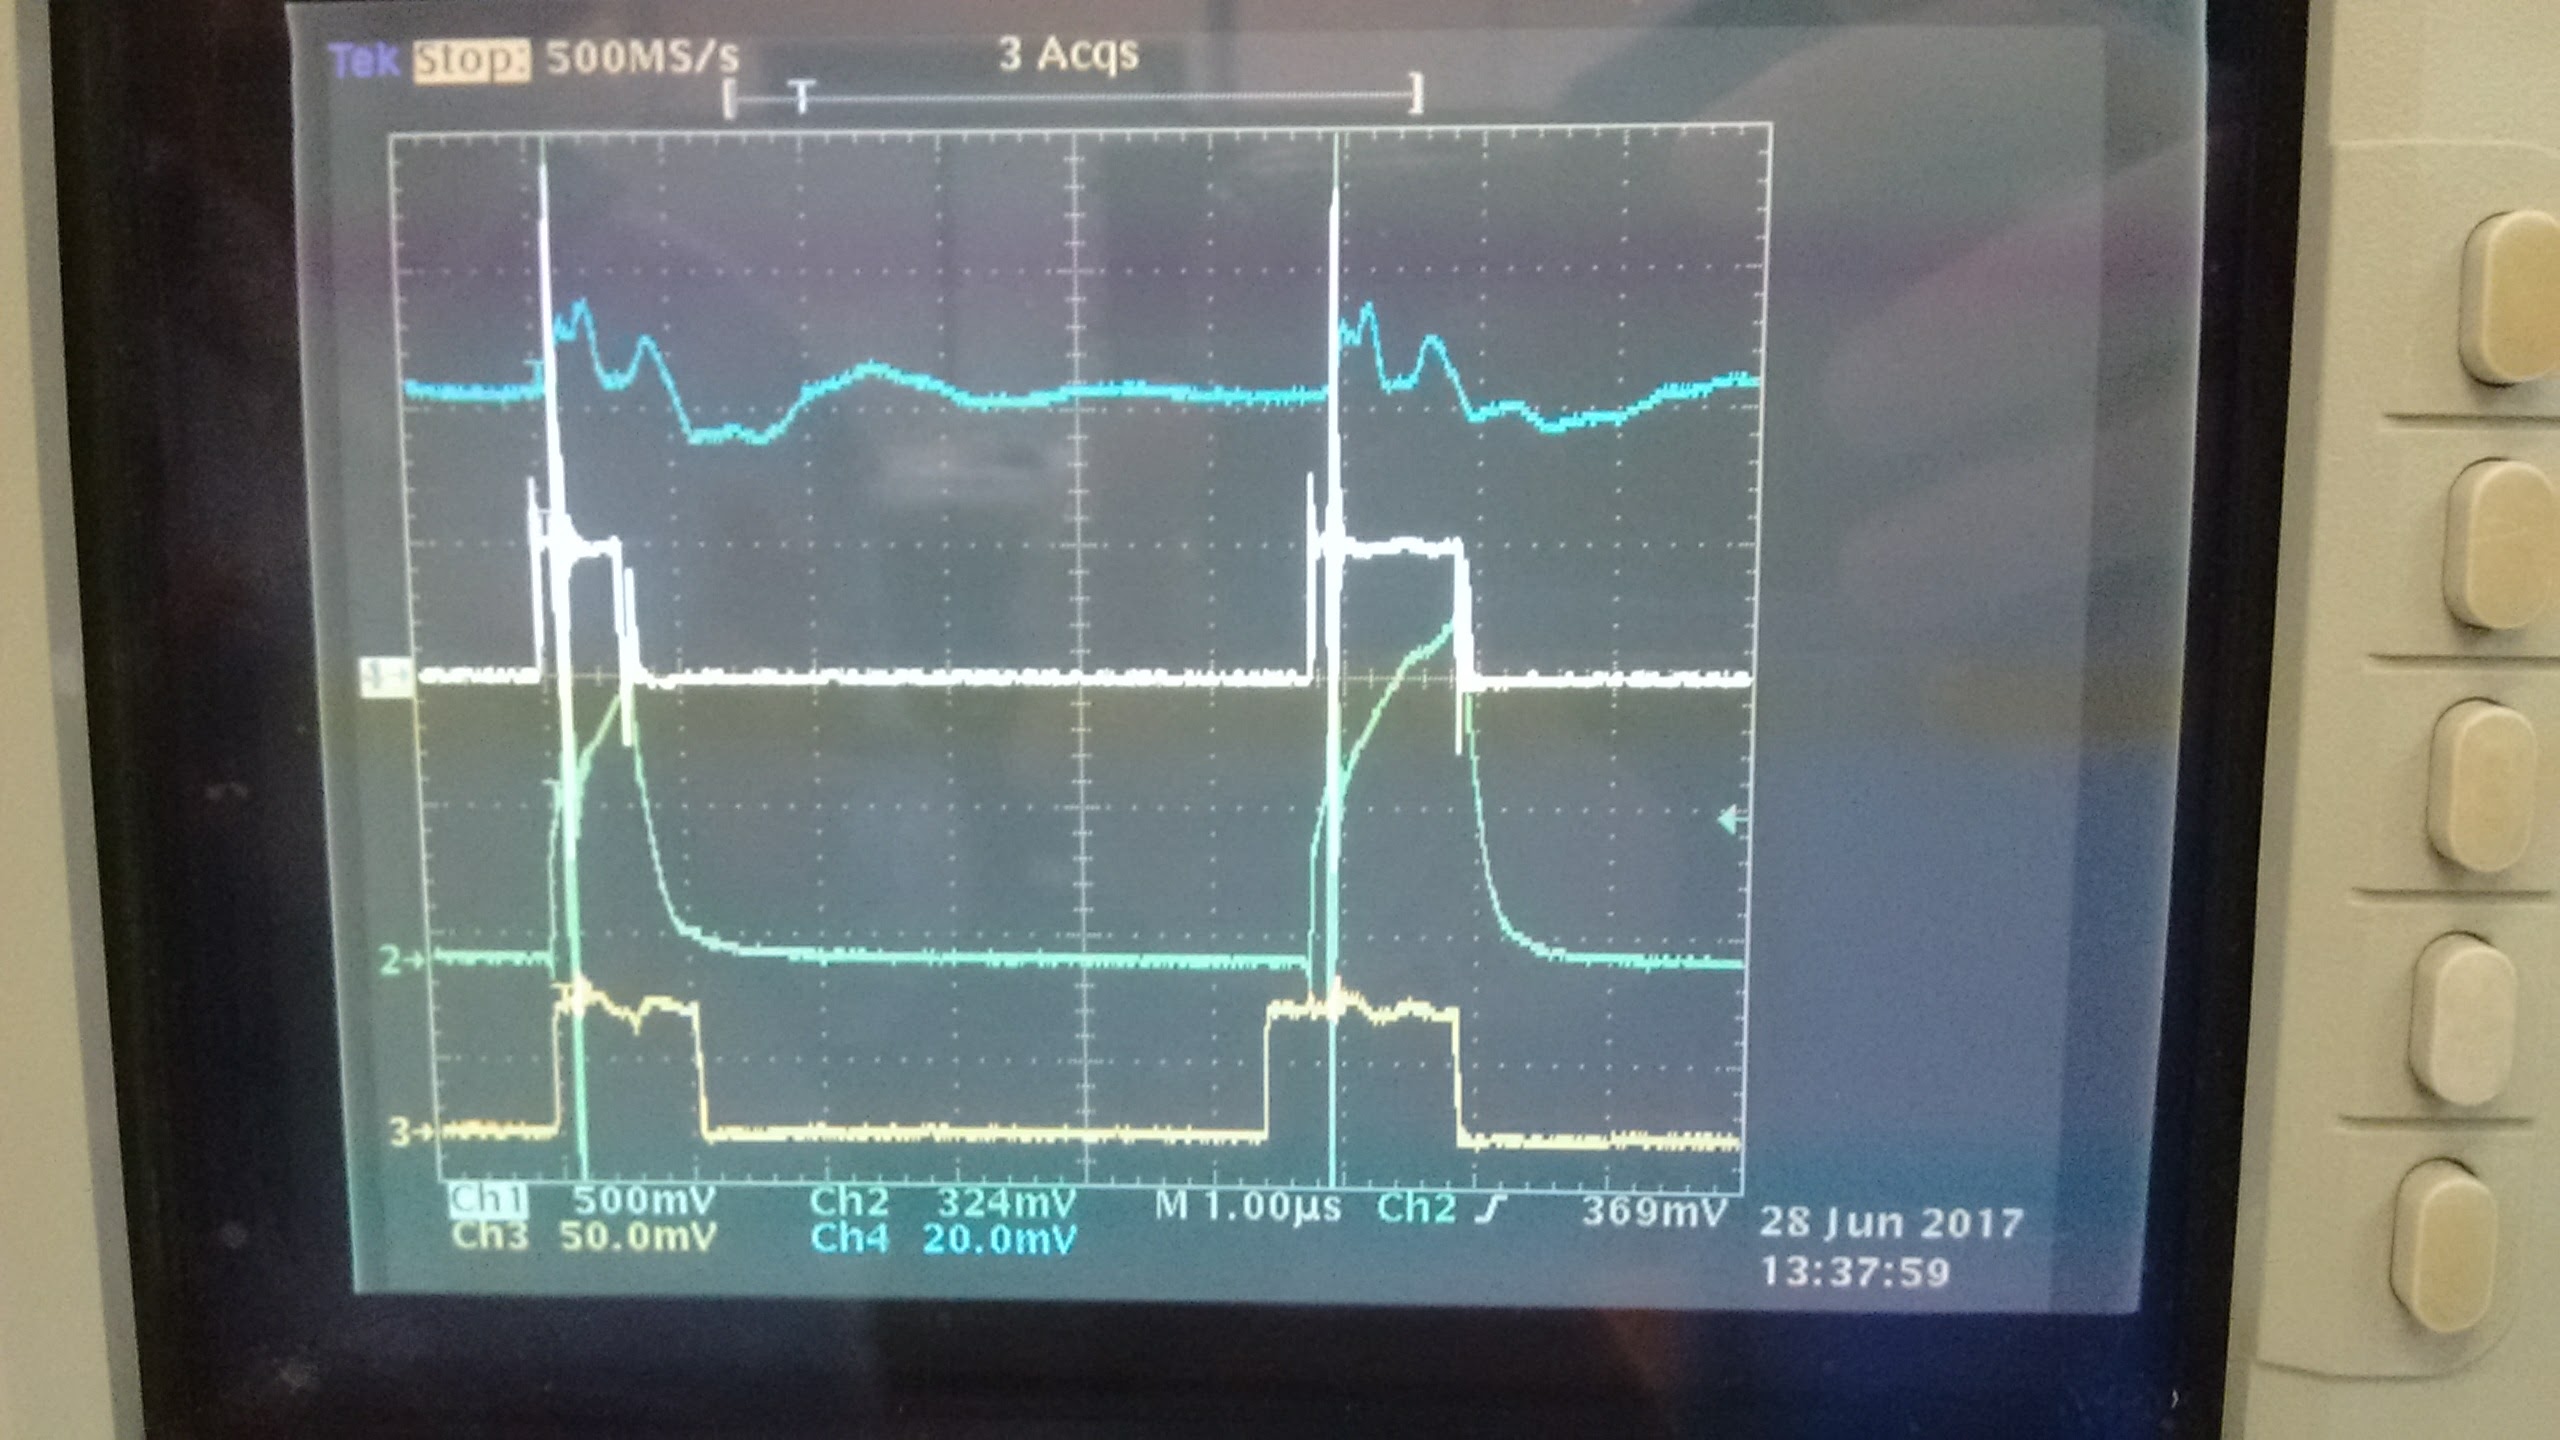 Tek Stop: 500MS/s 3 Acqs
T
2
3
Ch1 500mV Ch2 324mV M 1.00µs Ch2 369mV
Ch3 50.0mV Ch4 20.0mV
28 Jun 2017
13:37:59